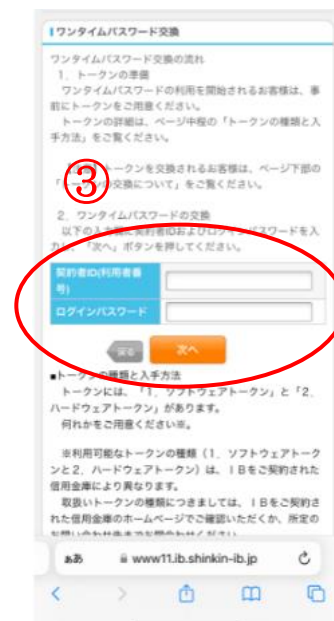 ワンタイムパスワード交換
ワンタイムパスワード交換の流れ
1．トークンの準備
ワンタイムパスワードの利用を開始されるお客様は、事
前にトークンをご用意ください。
トークンの詳細は、ページ中程の「トークンの種類と入
手方法」をご覧ください。
トークンを交換されるお客様は、ページ下部の
の交換について」をご覧ください。
③
2．ワンタイムパスワードの交換
以下の入力欄に契約者IDおよびログインパスワードを入
力し、「次へ」ボタンを押してください。
契約者ID(利用者番
号)
ログインパスワード
戻る 次へ
■トークンの種類と入手方法
トークンには、「1．ソフトウェアトークン」と「2．
ハードウェアトークン」があります。
何れかをご用意ください※。
※利用可能なトークンの種類（1．ソフトウェアトーク
ンと2．ハードウェアトークン）は、ＩＢをご契約された
信用金庫により異なります。
取扱いトークンの種類につきましては、ＩＢをご契約さ
れた信用金庫のホームページでご確認いただくか、所定の
お問い合わせ先までお問合わせください。
ぁあ www11.ib.shinkin-ib.jp